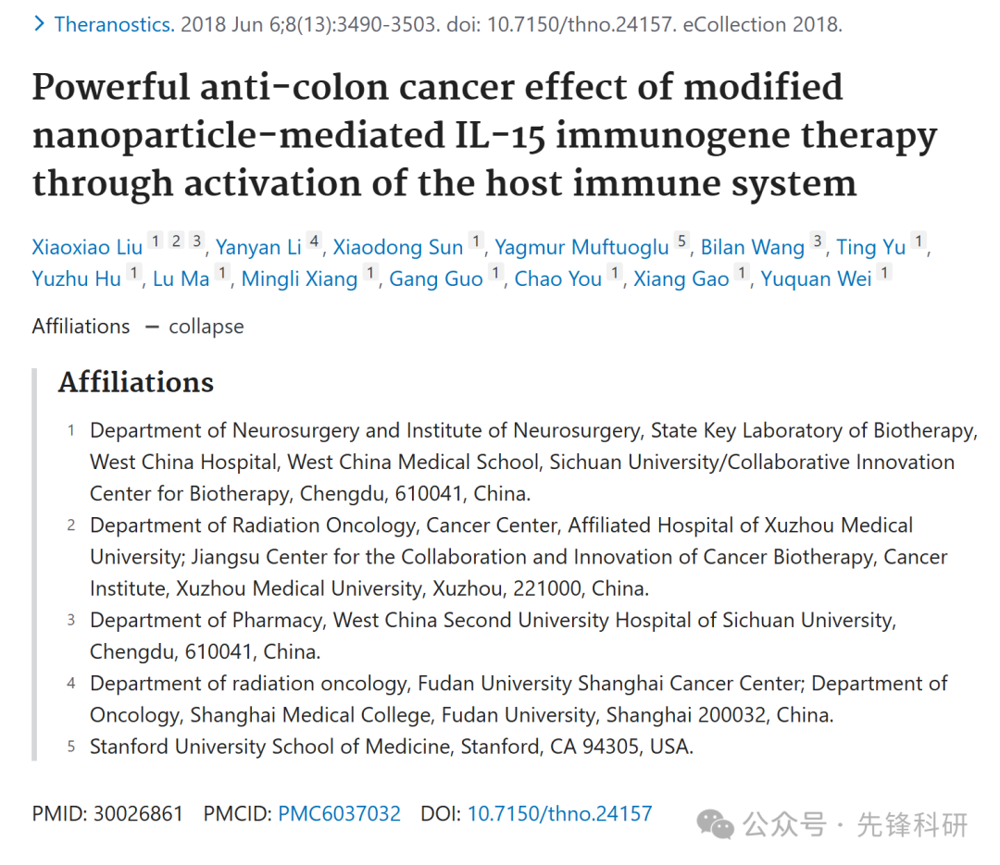 Theranostics. 2018 Jun 6;8(13):3490-3503. doi: 10.7150/thno.24157. eCollection 2018.
Powerful anti-colon cancer effect of modified
nanoparticle-mediated IL-15 immunogene therapy
through activation of the host immune system
Xiaoxiao Liu 1 2 3, Yanyan Li 4, Xiaodong Sun 1, Yagmur Muftuoglu 5, Bilan Wang 3, Ting Yu 1,
Yuzhu Hu 1, Lu Ma 1, Mingli Xiang 1, Gang Guo 1, Chao You 1, Xiang Gao 1, Yuquan Wei 1
Affiliations — collapse
Affiliations
1 Department of Neurosurgery and Institute of Neurosurgery, State Key Laboratory of Biotherapy,
West China Hospital, West China Medical School, Sichuan University/Collaborative Innovation
Center for Biotherapy, Chengdu, 610041, China.
2 Department of Radiation Oncology, Cancer Center, Affiliated Hospital of Xuzhou Medical
University; Jiangsu Center for the Collaboration and Innovation of Cancer Biotherapy, Cancer
Institute, Xuzhou Medical University, Xuzhou, 221000, China.
3 Department of Pharmacy, West China Second University Hospital of Sichuan University,
Chengdu, 610041, China.
4 Department of radiation oncology, Fudan University Shanghai Cancer Center; Department of
Oncology, Shanghai Medical College, Fudan University, Shanghai 200032, China.
5 Stanford University School of Medicine, Stanford, CA 94305, USA.
PMID: 30026861 PMCID: PMC6037032 DOI: 10.7150/thno.24157
公众号 · 先锋科研